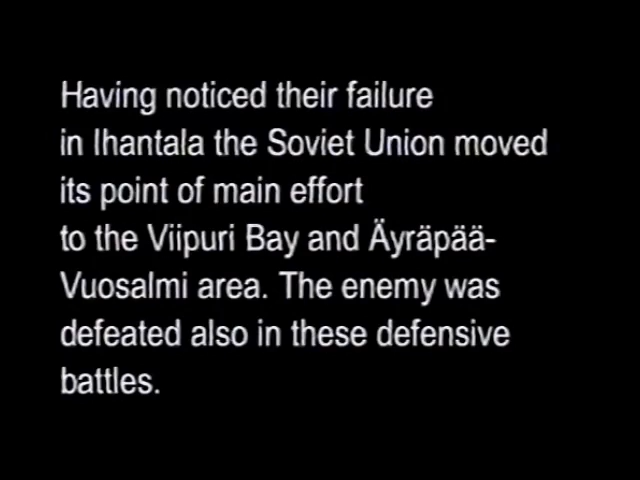 Having noticed their failure
in Ihantala the Soviet Union moved
its point of main effort
to the Viipuri Bay and Äyräpää-
Vuosalmi area. The enemy was
defeated also in these defensive
battles.